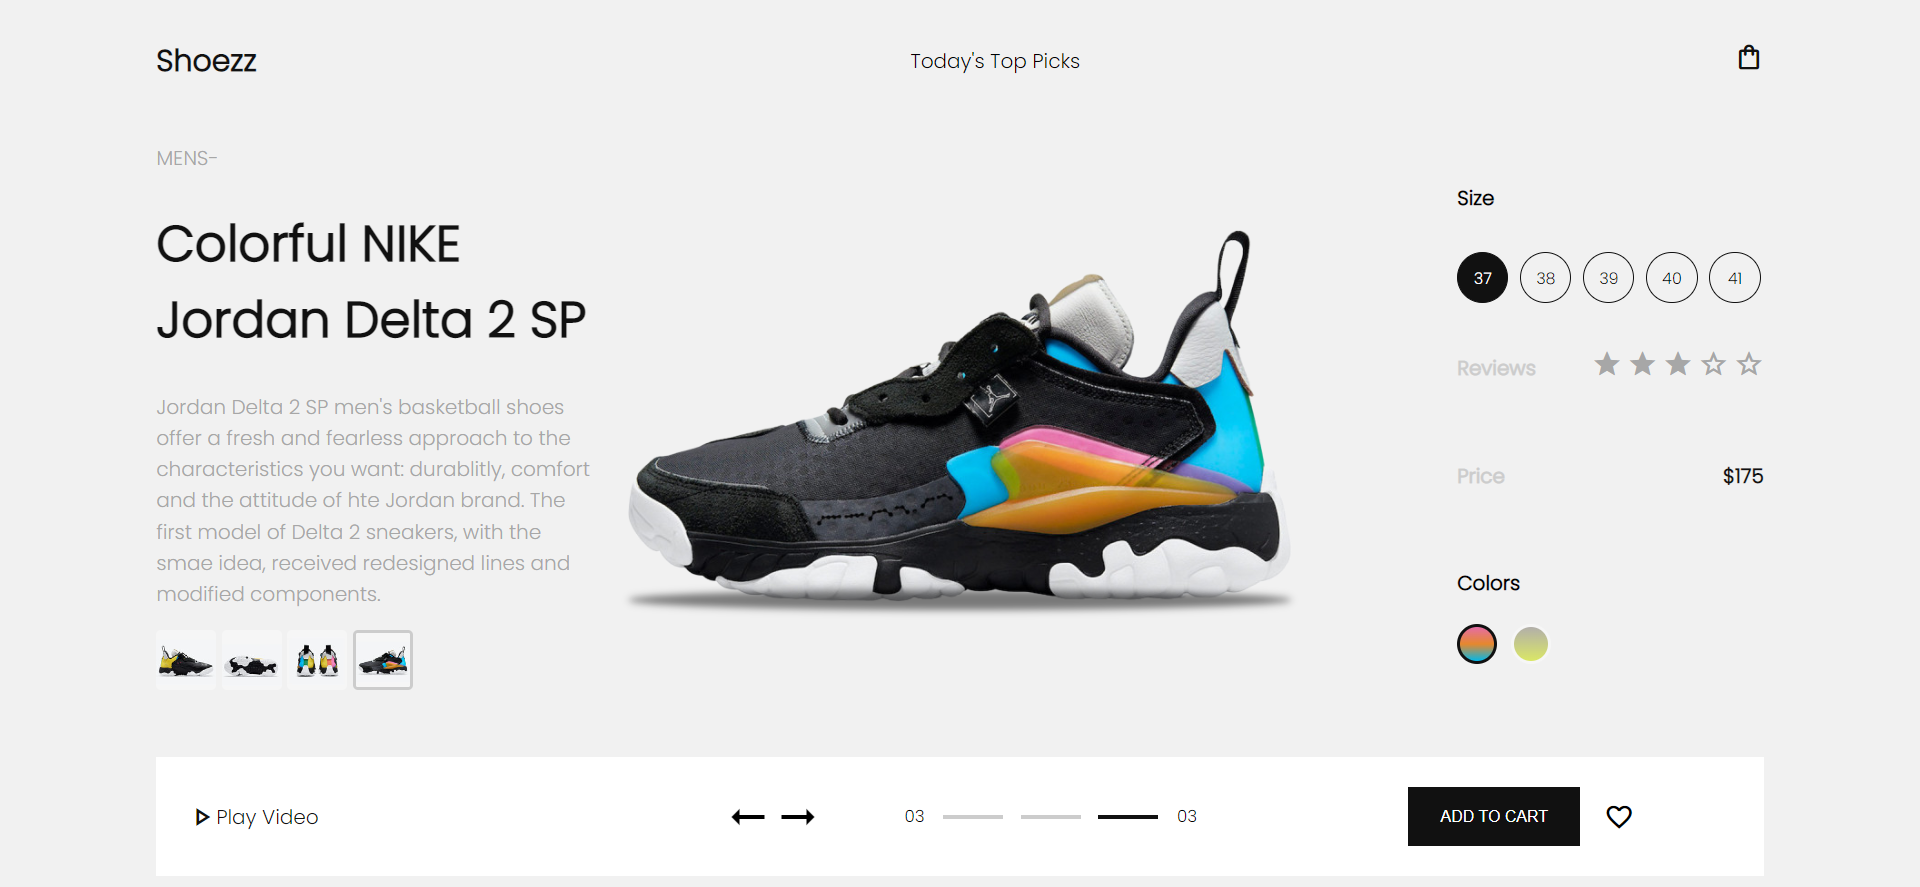 Shoezz
Today's Top Picks
MENS-
Colorful NIKE
Jordan Delta 2 SP
Jordan Delta 2 SP men's basketball shoes
offer a fresh and fearless approach to the
characteristics you want: durablitly, comfort
and the attitude of hte Jordan brand. The
first model of Delta 2 sneakers, with the
smae idea, received redesigned lines and
modified components.
Size
37 38 39 40 41
Reviews
Price $175
Colors
Play Video
03 03
ADD TO CART